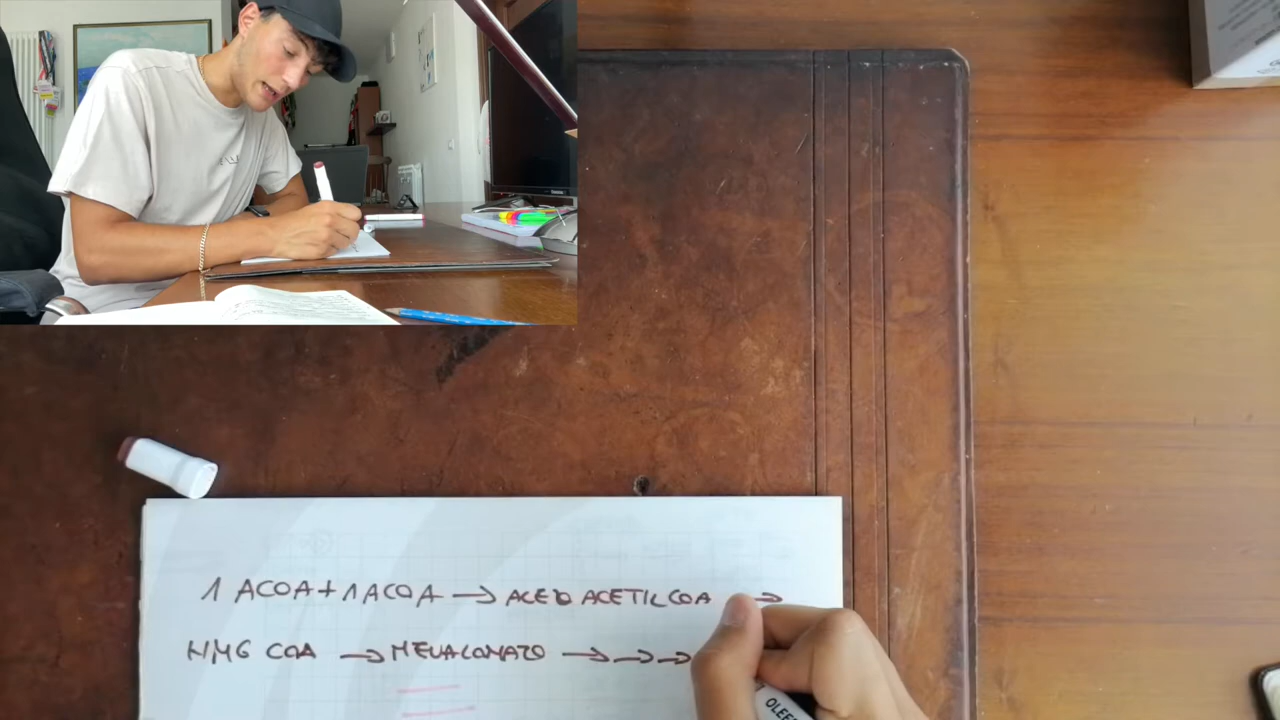 1 ACOA + 1 ACOA → ACETO ACETILCOA →
HMG COA → MEVALONATO → → →